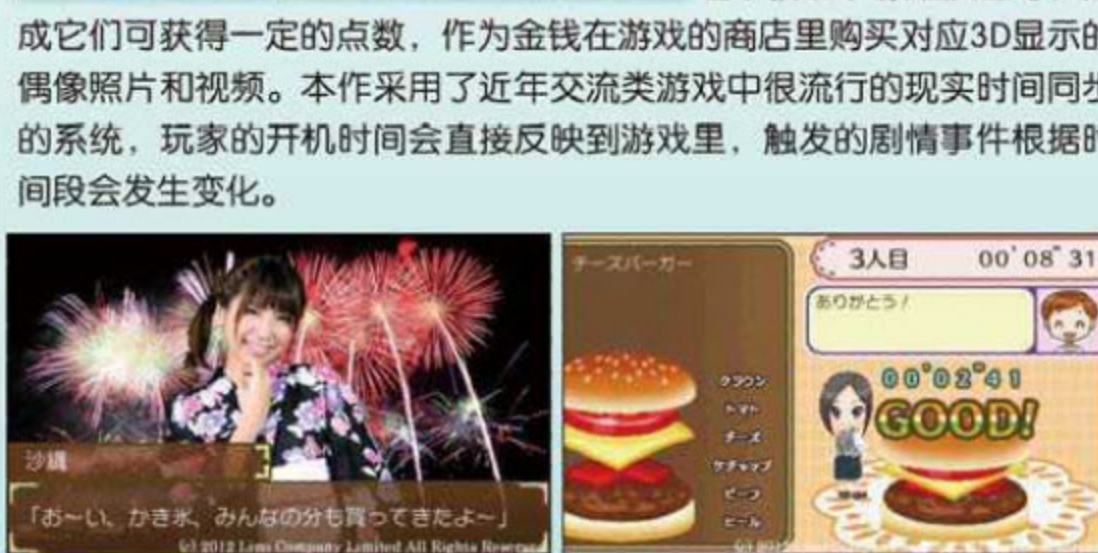 成它们可获得一定的点数，作为金钱在游戏的商店里购买对应3D显示的
偶像照片和视频。本作采用了近年交流类游戏中很流行的现实时间同步
的系统，玩家的开机时间会直接反映到游戏里，触发的剧情事件根据时
间段会发生变化。
沙織
「お～い、かき氷、みんなの分も買ってきたよ～」
(c) 2012 Lims Company Limited All Rights Reserved
チーズバーガー
クラウン
トマト
チーズ
ケチャップ
ビーフ
ヒール
3人目 00'08"31
ありがとう！
00'02"41
GOOD!